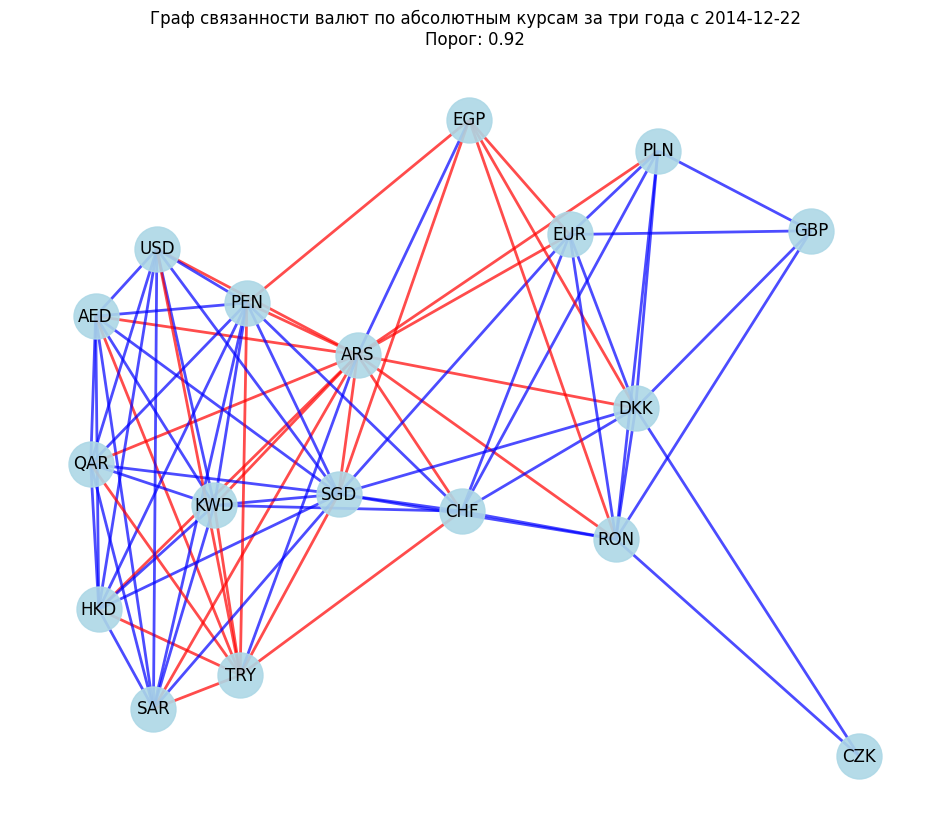 Граф связанности валют по абсолютным курсам за три года с 2014-12-22
Порог: 0.92
EGP
PLN
GBP
EUR
USD
PEN
AED
ARS
DKK
QAR
SGD
KWD
CHF
RON
HKD
TRY
SAR
CZK